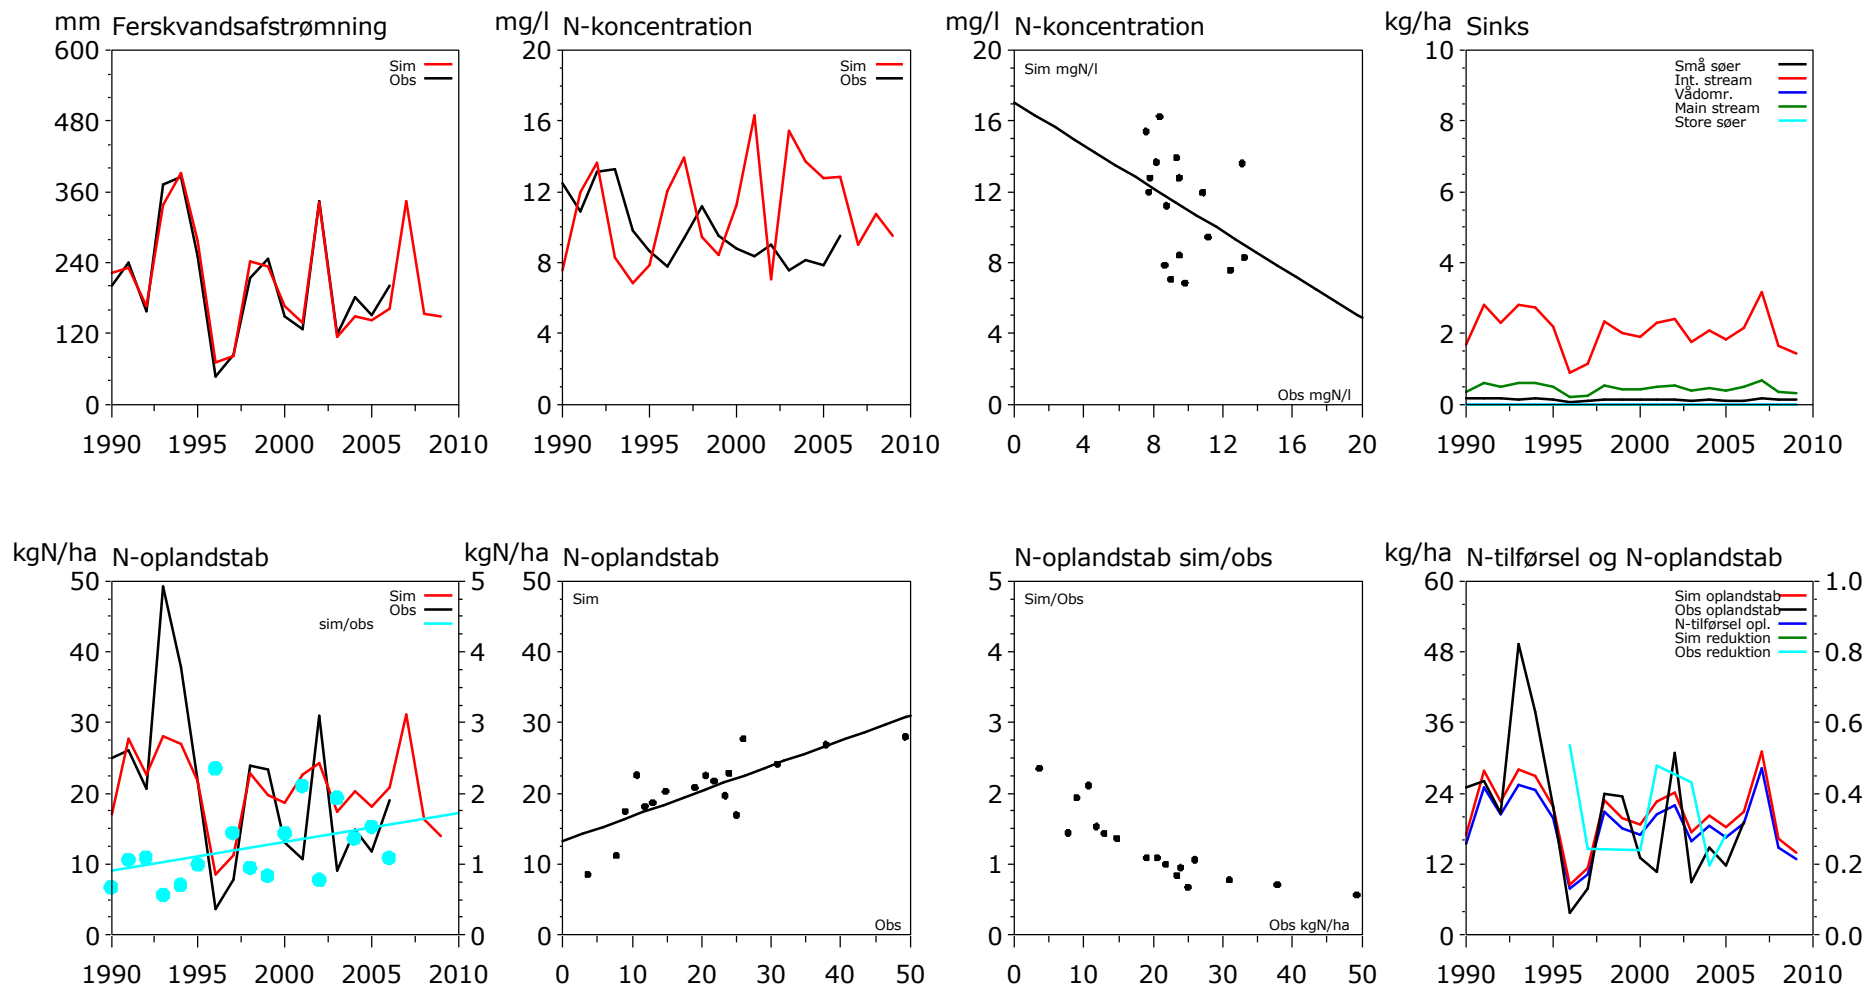 mm Ferskvandsafstrømning
600
480
360
240
120
0
Sim
Obs
1990 1995 2000 2005 2010
mg/l N-koncentration
20
16
12
8
4
0
Sim
Obs
1990 1995 2000 2005 2010
mg/l N-koncentration
20
16
12
8
4
0
Sim mgN/l
Obs mgN/l
0 4 8 12 16 20
kg/ha Sinks
10
8
6
4
2
0
Små søer
Int. stream
Vådomr.
Main stream
Store søer
1990 1995 2000 2005 2010
kgN/ha N-oplandstab
50
40
30
20
10
0
Sim
Obs
sim/obs
5
4
3
2
1
0
1990 1995 2000 2005 2010
kgN/ha N-oplandstab
50
40
30
20
10
0
Sim
Obs
0 10 20 30 40 50
N-oplandstab sim/obs
5
4
3
2
1
0
Sim/Obs
Obs kgN/ha
0 10 20 30 40 50
kg/ha N-tilførsel og N-oplandstab
60
48
36
24
12
0
Sim oplandstab
Obs oplandstab
N-tilførsel opl.
Sim reduktion
Obs reduktion
1.0
0.8
0.6
0.4
0.2
0.0
1990 1995 2000 2005 2010